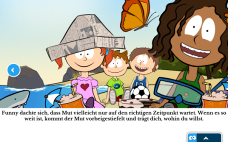 Funny dachte sich, dass Mut vielleicht nur auf den richtigen Zeitpunkt wartet. Wenn es so
weit ist, kommt der Mut vorbeigestiefelt und trägt dich, wohin du willst.